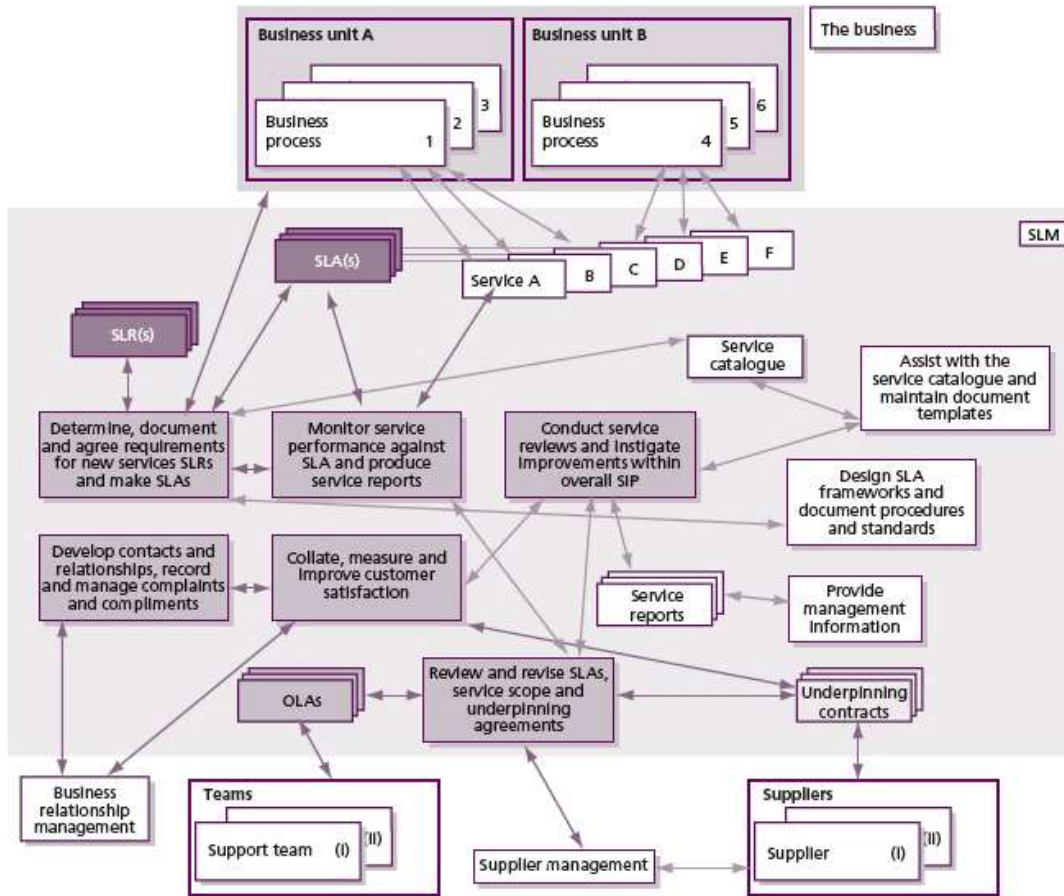 Business unit A
Business unit B
The business
3
2
Business
process
1
6
5
Business
process
4
SLM
SLA(s)
Service A
B
C
D
E
F
SLR(s)
Service
catalogue
Assist with the
service catalogue and
maintain document
templates
Determine, document
and agree requirements
for new services SLRs
and make SLAs
Monitor service
performance against
SLA and produce
service reports
Conduct service
reviews and instigate
improvements within
overall SIP
Design SLA
frameworks and
document procedures
and standards
Develop contacts and
relationships, record
and manage complaints
and compliments
Collate, measure and
improve customer
satisfaction
Service
reports
Provide
management
information
OLAs
Review and revise SLAs,
service scope and
underpinning
agreements
Underpinning
contracts
Business
relationship
management
Teams
(ii)
Support team (i)
Supplier management
Suppliers
(ii)
Supplier (i)